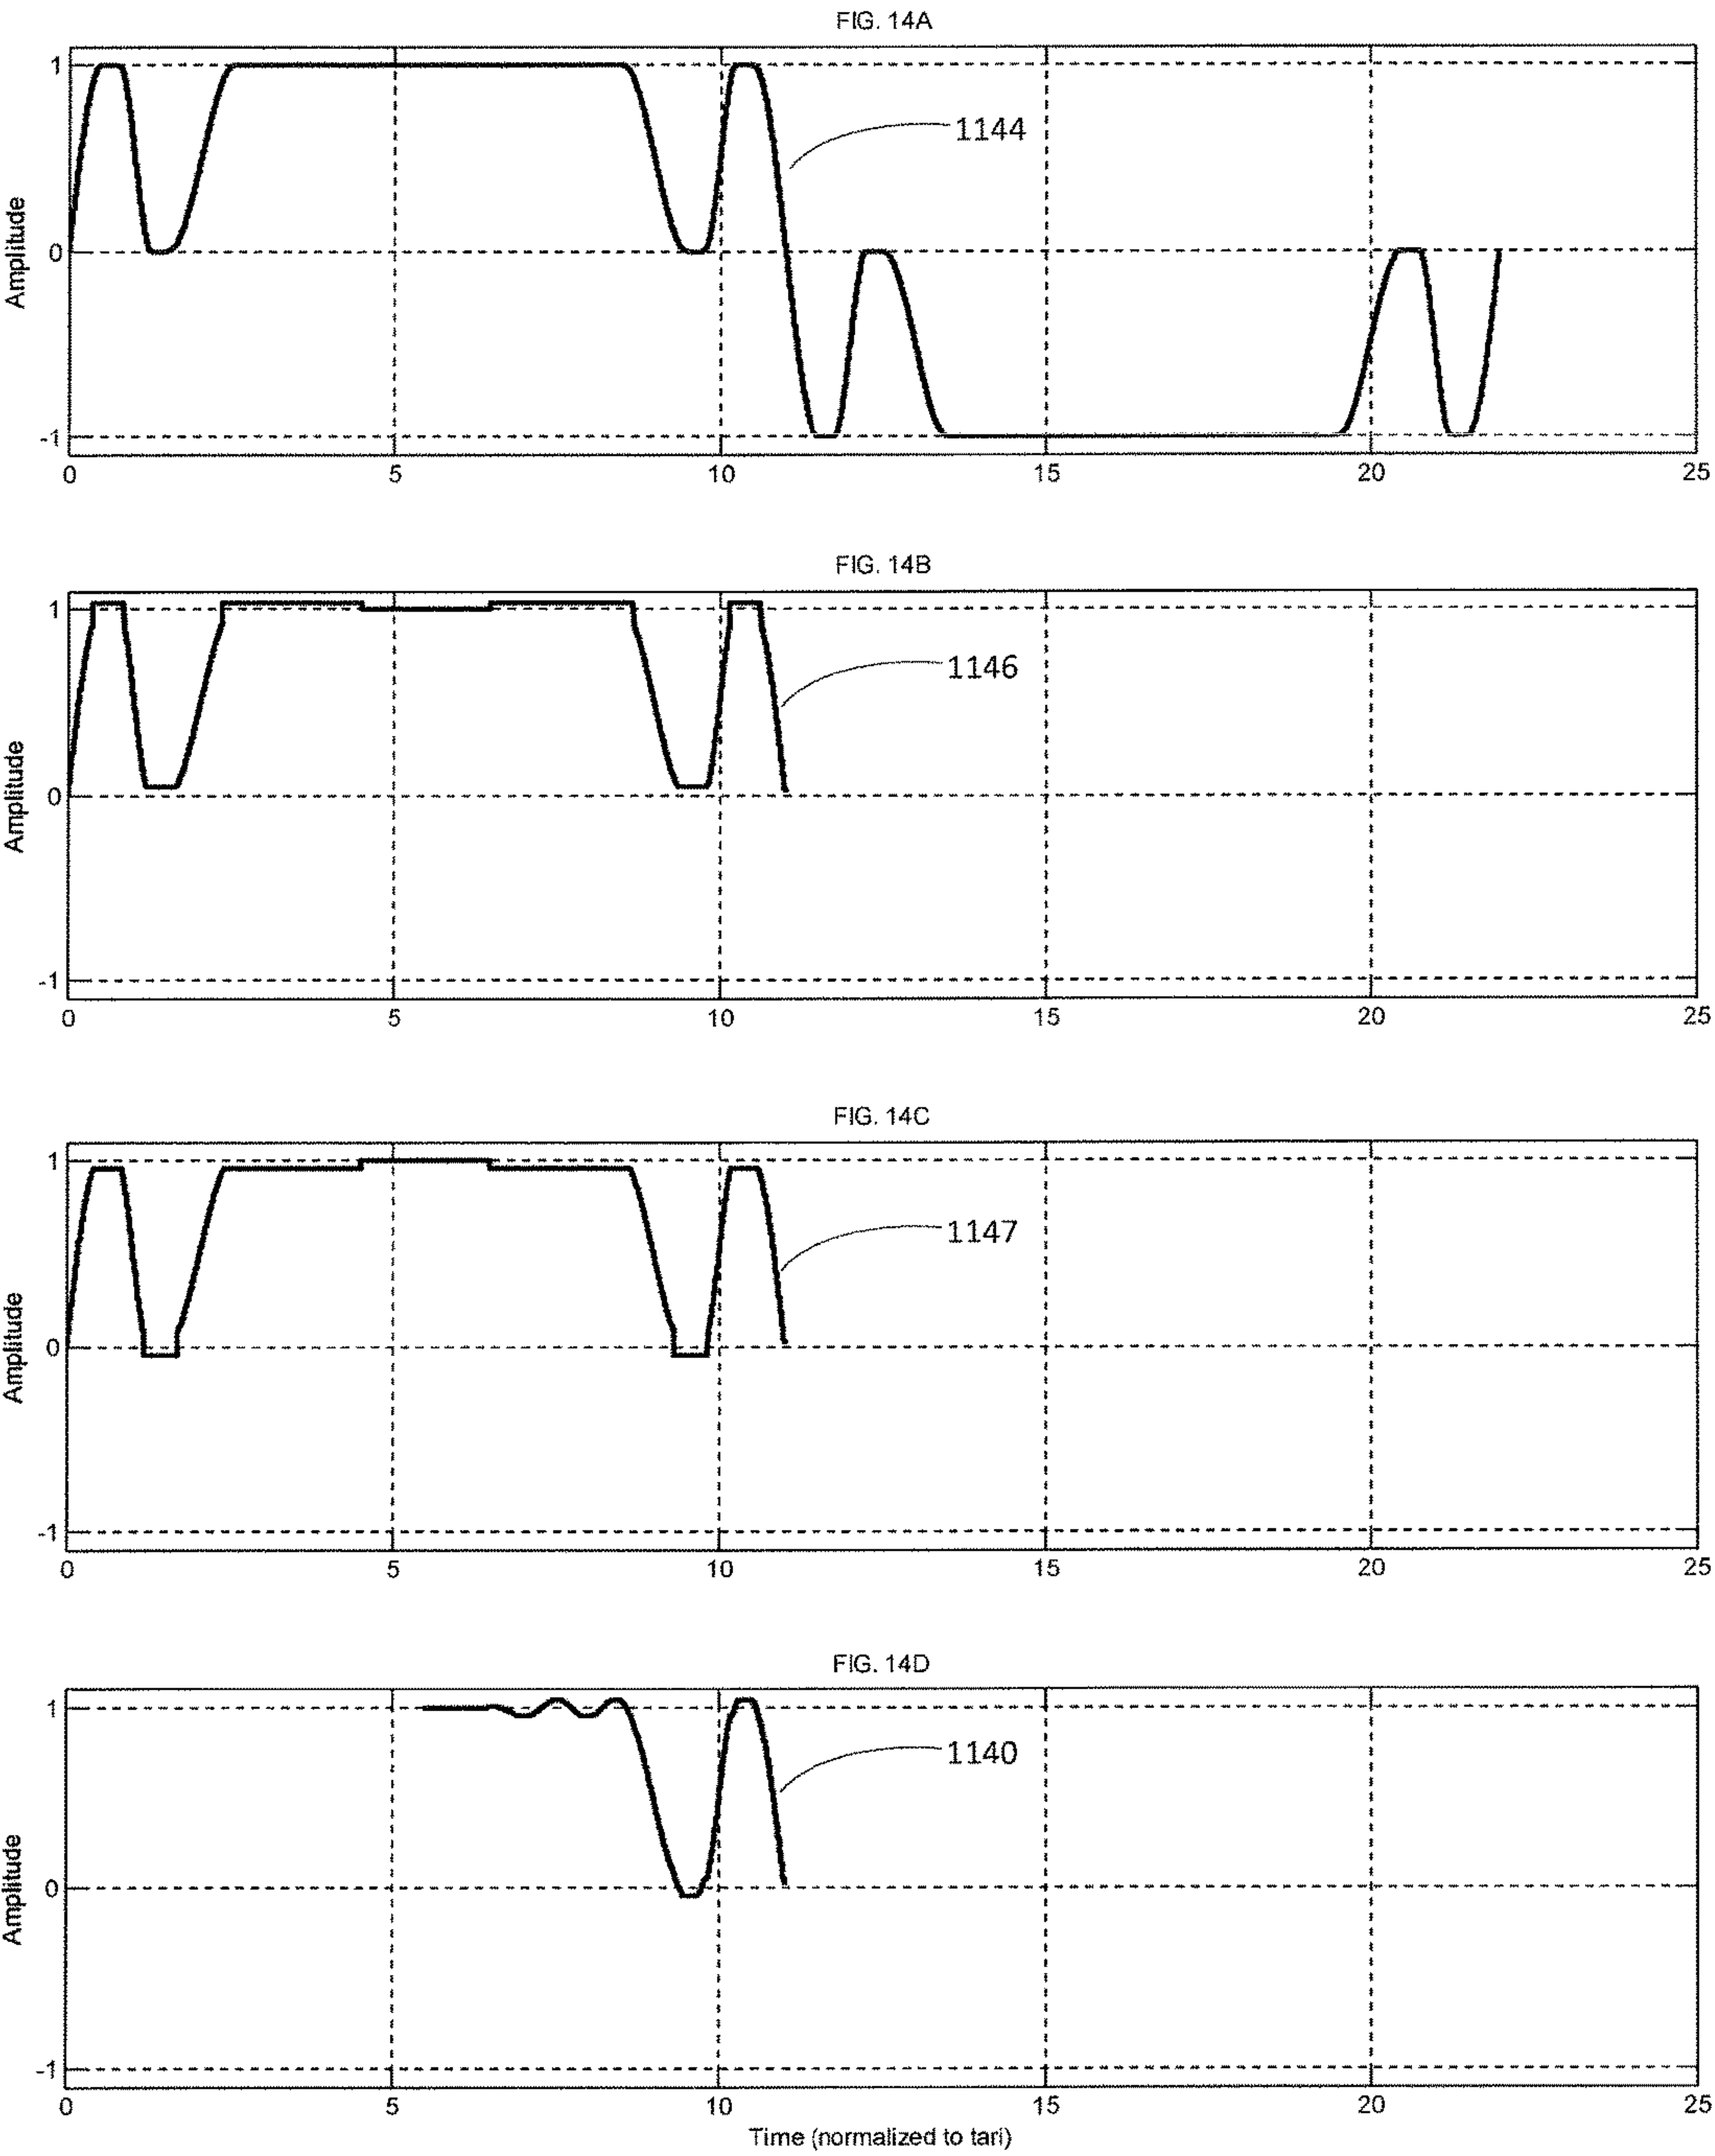 FIG. 14A
1
1144
Amplitude
0
-1
0 5 10 15 20 25
FIG. 14B
1
1146
Amplitude
0
-1
0 5 10 15 20 25
FIG. 14C
1
1147
Amplitude
0
-1
0 5 10 15 20 25
FIG. 14D
1
1140
Amplitude
0
-1
0 5 10 15 20 25
Time (normalized to tari)